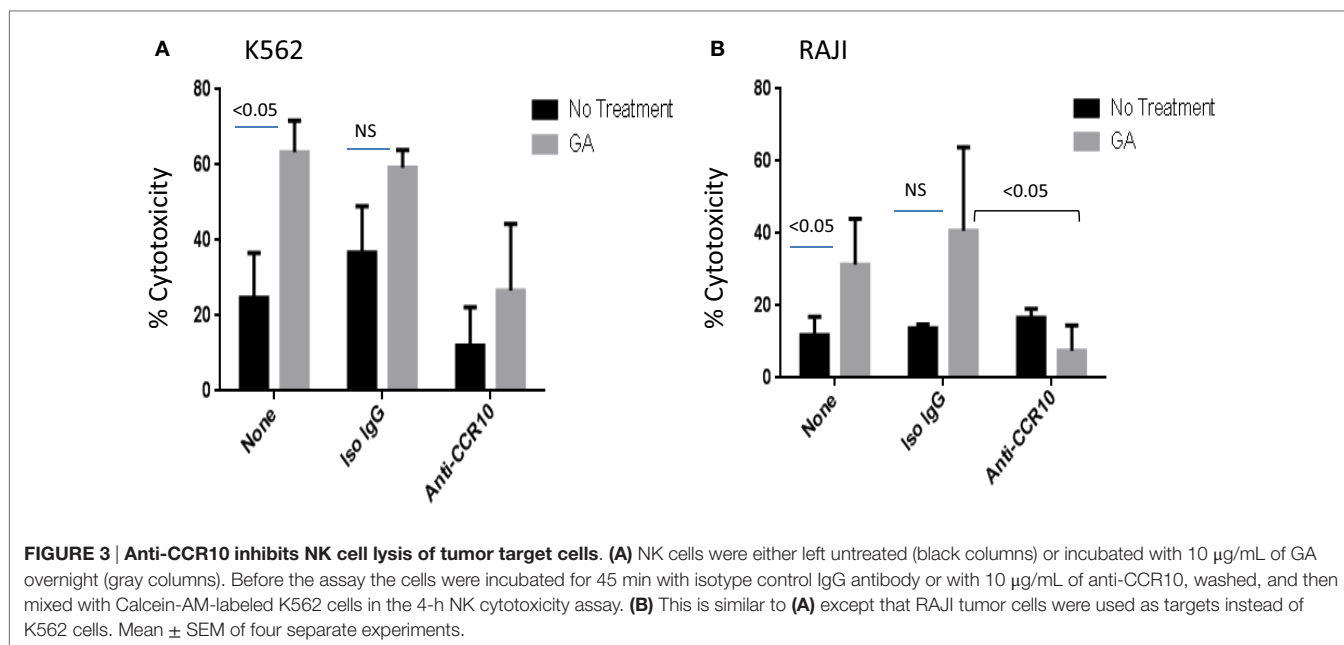 A K562
80
60
40
20
0
% Cytotoxicity
<0.05
NS
No Treatment
GA
None
Iso IgG
Anti-CCR10
B RAJI
80
60
40
20
0
% Cytotoxicity
<0.05
NS
<0.05
No Treatment
GA
None
Iso IgG
Anti-CCR10
FIGURE 3 | Anti-CCR10 inhibits NK cell lysis of tumor target cells. (A) NK cells were either left untreated (black columns) or incubated with 10 μg/mL of GA
overnight (gray columns). Before the assay the cells were incubated for 45 min with isotype control IgG antibody or with 10 μg/mL of anti-CCR10, washed, and then
mixed with Calcein-AM-labeled K562 cells in the 4-h NK cytotoxicity assay. (B) This is similar to (A) except that RAJI tumor cells were used as targets instead of
K562 cells. Mean ± SEM of four separate experiments.